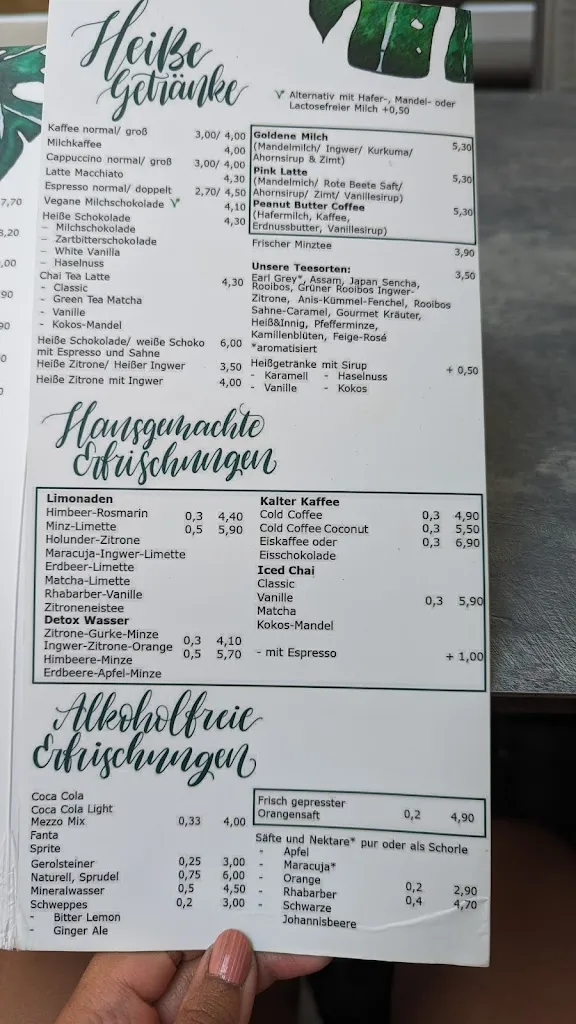 Heiße
Getränke
Alternativ mit Hafer-, Mandel- oder
Lactosefreier Milch +0,50
Kaffee normal/ groß 3,00/ 4,00
Milchkaffee 4,00
Cappuccino normal/ groß 3,00/ 4,00
Latte Macchiato 4,30
Espresso normal/ doppelt 2,70/ 4,50
Vegane Milchschokolade 4,10
Heiße Schokolade 4,30
- Milchschokolade
- Zartbitterschokolade
- White Vanilla
- Haselnuss
Chai Tea Latte 4,30
- Classic
- Green Tea Matcha
- Vanille
- Kokos-Mandel
Heiße Schokolade/ weiße Schoko 6,00
mit Espresso und Sahne
Heiße Zitrone/ Heißer Ingwer 3,50
Heiße Zitrone mit Ingwer 4,00
Goldene Milch 5,30
(Mandelmilch/ Ingwer/ Kurkuma/
Ahornsirup & Zimt)
Pink Latte 5,30
(Mandelmich/ Rote Beete Saft/
Ahornsirup/ Zimt/ Vanillesirup)
Peanut Butter Coffee 5,30
(Hafermilch, Kaffee,
Erdnussbutter, Vanillesirup)
Frischer Minztee 3,90
Unsere Teesorten: 3,50
Earl Grey*, Assam, Japan Sencha,
Rooibos, Grüner Rooibos Ingwer-
Zitrone, Anis-Kümmel-Fenchel, Rooibos
Sahne-Caramel, Gourmet Kräuter,
Heiß&Innig, Pfefferminze,
Kamillenblüten, Feige-Rosé
*aromatisiert
Heißgetränke mit Sirup + 0,50
- Karamell - Haselnuss
- Vanille - Kokos
Hausgemachte
Erfrischungen
Limonaden
Himbeer-Rosmarin 0,3 4,40
Minz-Limette 0,5 5,90
Holunder-Zitrone
Maracuja-Ingwer-Limette
Erdbeer-Limette
Matcha-Limette
Rhabarber-Vanille
Zitroneneistee
Detox Wasser
Zitrone-Gurke-Minze 0,3 4,10
Ingwer-Zitrone-Orange 0,5 5,70
Himbeere-Minze
Erdbeere-Apfel-Minze
Kalter Kaffee
Cold Coffee 0,3 4,90
Cold Coffee Coconut 0,3 5,50
Eiskaffee oder 0,3 6,90
Eisschokolade
Iced Chai
Classic
Vanille 0,3 5,90
Matcha
Kokos-Mandel
- mit Espresso + 1,00
Alkoholfreie
Erfrischungen
Coca Cola
Coca Cola Light
Mezzo Mix 0,33 4,00
Fanta
Sprite
Gerolsteiner 0,25 3,00
Naturell, Sprudel 0,75 6,00
Mineralwasser 0,5 4,50
Schweppes 0,2 3,00
- Bitter Lemon
- Ginger Ale
Frisch gepresster
Orangensaft 0,2 4,90
Säfte und Nektare* pur oder als Schorle
- Apfel
- Maracuja*
- Orange 0,2 2,90
- Rhabarber 0,4 4,70
- Schwarze
Johannisbeere